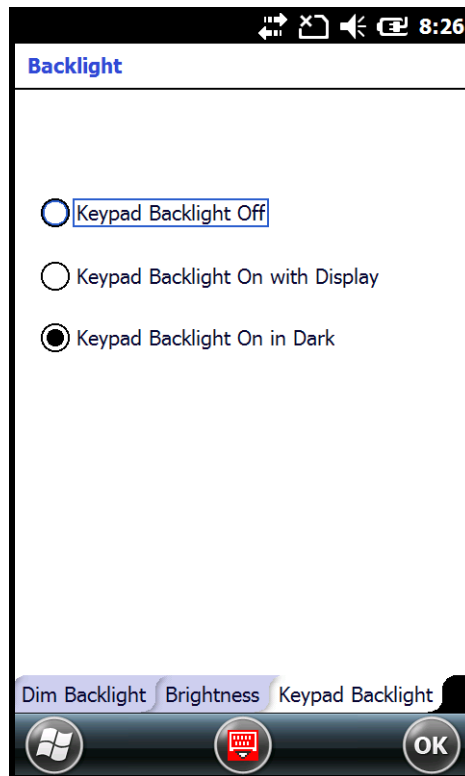 8:26
Backlight
Keypad Backlight Off
Keypad Backlight On with Display
Keypad Backlight On in Dark
Dim Backlight Brightness Keypad Backlight
OK